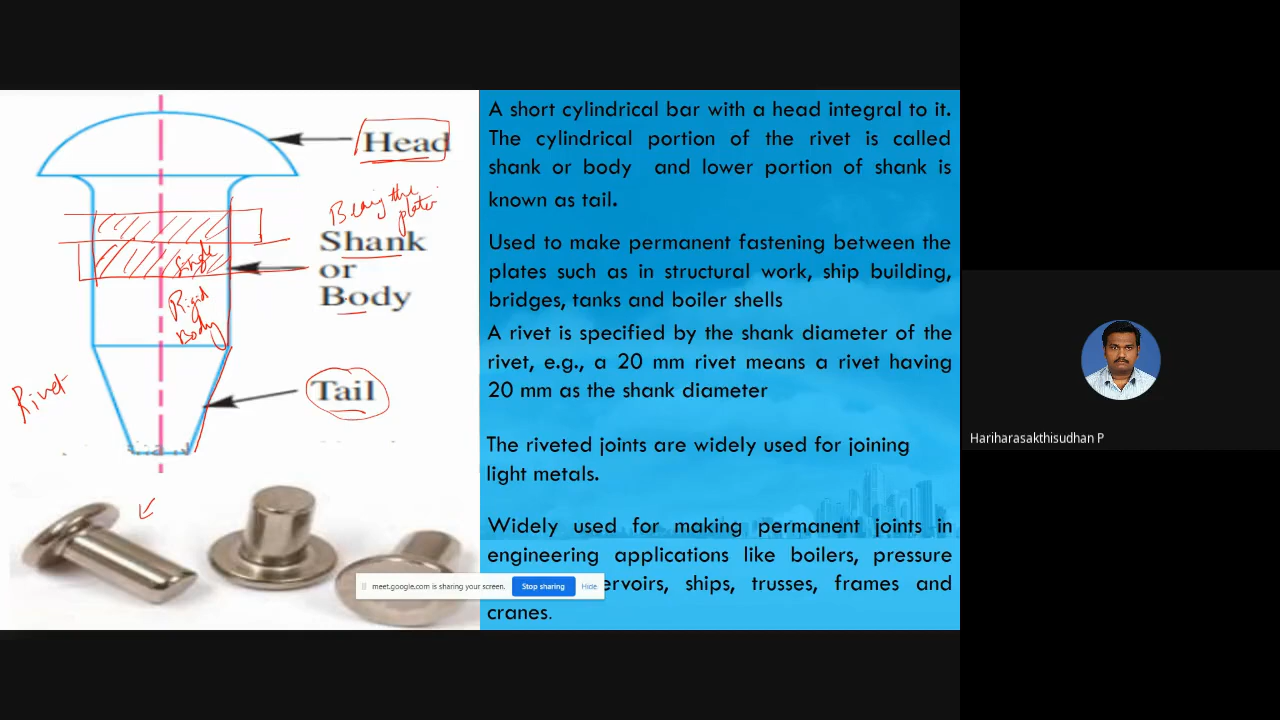 Head
Bearing the
plates
Shank
or
Body
Single
Rigid
Body
Tail
Rivet
A short cylindrical bar with a head integral to it.
The cylindrical portion of the rivet is called
shank or body and lower portion of shank is
known as tail.
Used to make permanent fastening between the
plates such as in structural work, ship building,
bridges, tanks and boiler shells
A rivet is specified by the shank diameter of the
rivet, e.g., a 20 mm rivet means a rivet having
20 mm as the shank diameter
The riveted joints are widely used for joining
light metals.
Widely used for making permanent joints in
engineering applications like boilers, pressure
ervoirs, ships, trusses, frames and
cranes.
meet.google.com is sharing your screen. Stop sharing Hide
Hariharasakthisudhan P